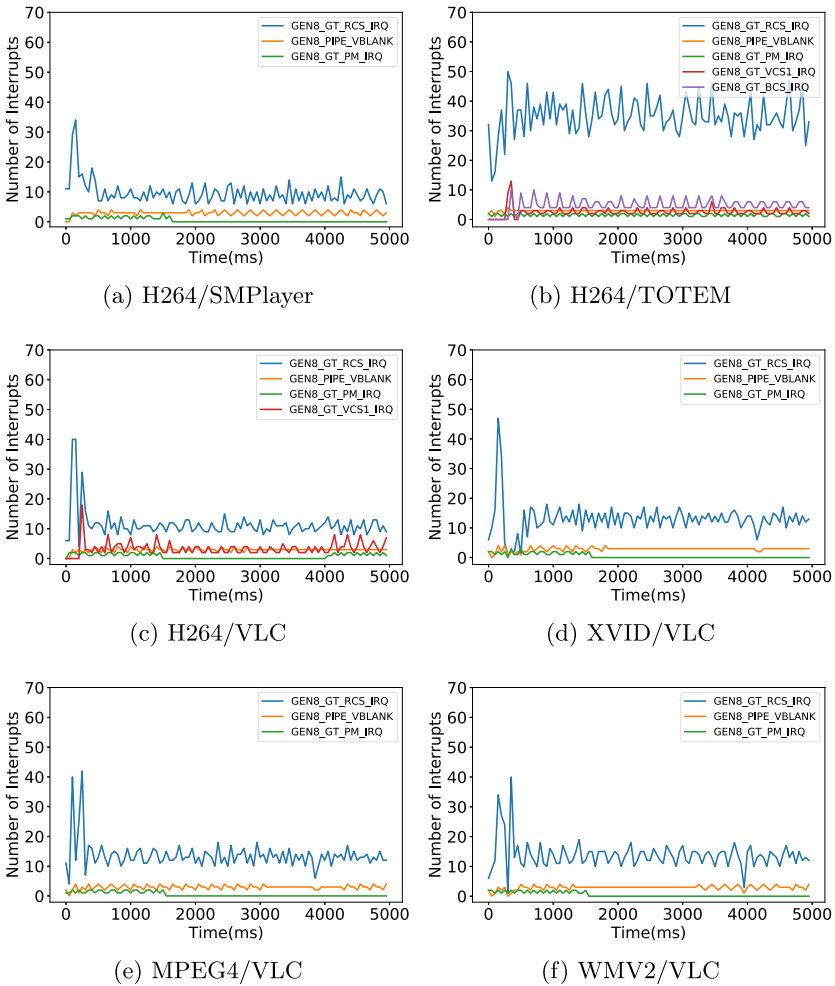 GEN8_GT_RCS_IRQ
GEN8_PIPE_VBLANK
GEN8_GT_PM_IRQ
Number of Interrupts
70
60
50
40
30
20
10
0
0 1000 2000 3000 4000 5000
Time(ms)
(a) H264/SMPlayer
GEN8_GT_RCS_IRQ
GEN8_PIPE_VBLANK
GEN8_GT_PM_IRQ
GEN8_GT_VCS1_IRQ
GEN8_GT_BCS_IRQ
Number of Interrupts
70
60
50
40
30
20
10
0
0 1000 2000 3000 4000 5000
Time(ms)
(b) H264/TOTEM
GEN8_GT_RCS_IRQ
GEN8_PIPE_VBLANK
GEN8_GT_PM_IRQ
GEN8_GT_VCS1_IRQ
Number of Interrupts
70
60
50
40
30
20
10
0
0 1000 2000 3000 4000 5000
Time(ms)
(c) H264/VLC
GEN8_GT_RCS_IRQ
GEN8_PIPE_VBLANK
GEN8_GT_PM_IRQ
Number of Interrupts
70
60
50
40
30
20
10
0
0 1000 2000 3000 4000 5000
Time(ms)
(d) XVID/VLC
GEN8_GT_RCS_IRQ
GEN8_PIPE_VBLANK
GEN8_GT_PM_IRQ
Number of Interrupts
70
60
50
40
30
20
10
0
0 1000 2000 3000 4000 5000
Time(ms)
(e) MPEG4/VLC
GEN8_GT_RCS_IRQ
GEN8_PIPE_VBLANK
GEN8_GT_PM_IRQ
Number of Interrupts
70
60
50
40
30
20
10
0
0 1000 2000 3000 4000 5000
Time(ms)
(f) WMV2/VLC